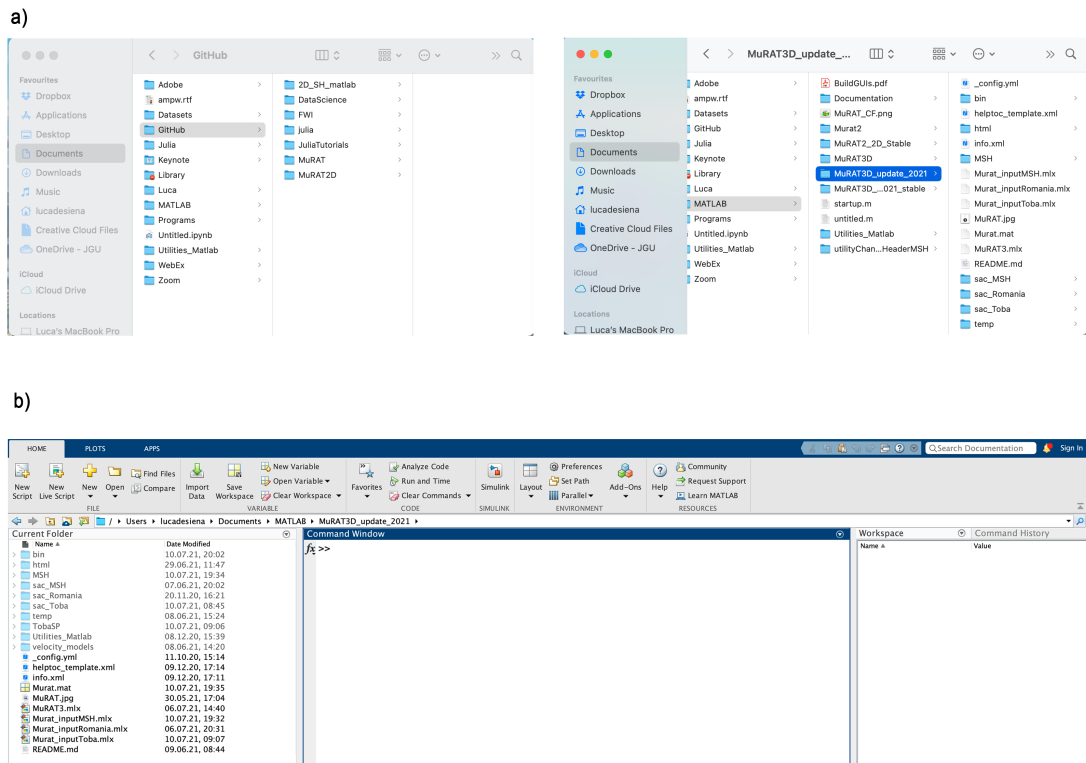 a)
GitHub
Favourites
Dropbox
Applications
Desktop
Documents
Downloads
Music
lucadesiena
Creative Cloud Files
OneDrive - JGU
iCloud
iCloud Drive
Locations
Luca's MacBook Pro
Adobe
ampw.rtf
Datasets
GitHub
Julia
Keynote
Library
Luca
MATLAB
Programs
Untitled.ipynb
Utilities_Matlab
WebEx
Zoom
2D_SH_matlab
DataScience
FWI
julia
JuliaTutorials
MuRAT
MuRAT2D
MuRAT3D_update_...
Favourites
Dropbox
Applications
Desktop
Documents
Downloads
Music
lucadesiena
Creative Cloud Files
OneDrive - JGU
iCloud
iCloud Drive
Locations
Luca's MacBook Pro
Adobe
ampw.rtf
Datasets
GitHub
Julia
Keynote
Library
Luca
MATLAB
Programs
Untitled.ipynb
Utilities_Matlab
WebEx
Zoom
BuildGUIs.pdf
Documentation
MuRAT_CF.png
Murat2
MuRAT2_2D_Stable
MuRAT3D
MuRAT3D_update_2021
MuRAT3D_...021_stable
startup.m
untitled.m
Utilities_Matlab
utilityChan...HeaderMSH
_config.yml
bin
helptoc_template.xml
html
info.xml
MSH
Murat_inputMSH.mlx
Murat_inputRomania.mlx
Murat_inputToba.mlx
MuRAT.jpg
Murat.mat
MuRAT3.mlx
README.md
sac_MSH
sac_Romania
sac_Toba
temp
b)
HOME PLOTS APPS
Search Documentation
Sign In
New Script
New Live Script
New
Open
Find Files
Compare
FILE
Import Data
Save Workspace
New Variable
Open Variable
Clear Workspace
VARIABLE
Favorites
Analyze Code
Run and Time
Clear Commands
CODE
Simulink
SIMULINK
Layout
Preferences
Set Path
Parallel
Add-Ons
ENVIRONMENT
Help
Community
Request Support
Learn MATLAB
RESOURCES
/ Users lucadesiena Documents MATLAB MuRAT3D_update_2021
Current Folder
Name Date Modified
bin 10.07.21, 20:02
html 29.06.21, 11:47
MSH 10.07.21, 19:34
sac_MSH 07.06.21, 20:02
sac_Romania 20.11.20, 16:21
sac_Toba 10.07.21, 08:45
temp 08.06.21, 15:24
TobaSP 10.07.21, 09:06
Utilities_Matlab 08.12.20, 15:39
velocity_models 08.06.21, 14:20
_config.yml 11.10.20, 15:14
helptoc_template.xml 09.12.20, 17:14
info.xml 09.12.20, 17:11
Murat.mat 10.07.21, 19:35
MuRAT.jpg 30.05.21, 17:04
MuRAT3.mlx 06.07.21, 14:40
Murat_inputMSH.mlx 10.07.21, 19:32
Murat_inputRomania.mlx 06.07.21, 20:31
Murat_inputToba.mlx 10.07.21, 09:07
README.md 09.06.21, 08:44
Command Window
fx >>
Workspace
Command History
Name Value